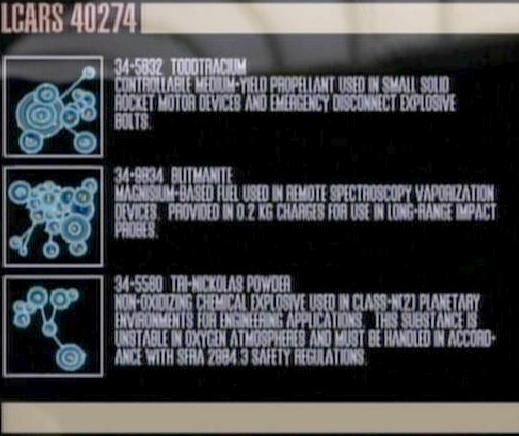 LCARS 40274
34-5832 TODDTRACIUM
CONTROLLABLE MEDIUM-YIELD PROPELLANT USED IN SMALL SOLID
ROCKET MOTOR DEVICES AND EMERGENCY DISCONNECT EXPLOSIVE
BOLTS.
34-9834 BLITMANITE
MAGNISIUM-BASED FUEL USED IN REMOTE SPECTROSCOPY VAPORIZATION
DEVICES. PROVIDED IN 0.2 KG CHARGES FOR USE IN LONG-RANGE IMPACT
PROBES.
34-5560 TRI-NICKOLAS POWDER
NON-OXIDIZING CHEMICAL EXPLOSIVE USED IN CLASS-N(2) PLANETARY
ENVIRONMENTS FOR ENGINEERING APPLICATIONS. THIS SUBSTANCE IS
UNSTABLE IN OXYGEN ATMOSPHERES AND MUST BE HANDLED IN ACCORD-
ANCE WITH SFRA 2984.3 SAFETY REGULATIONS.